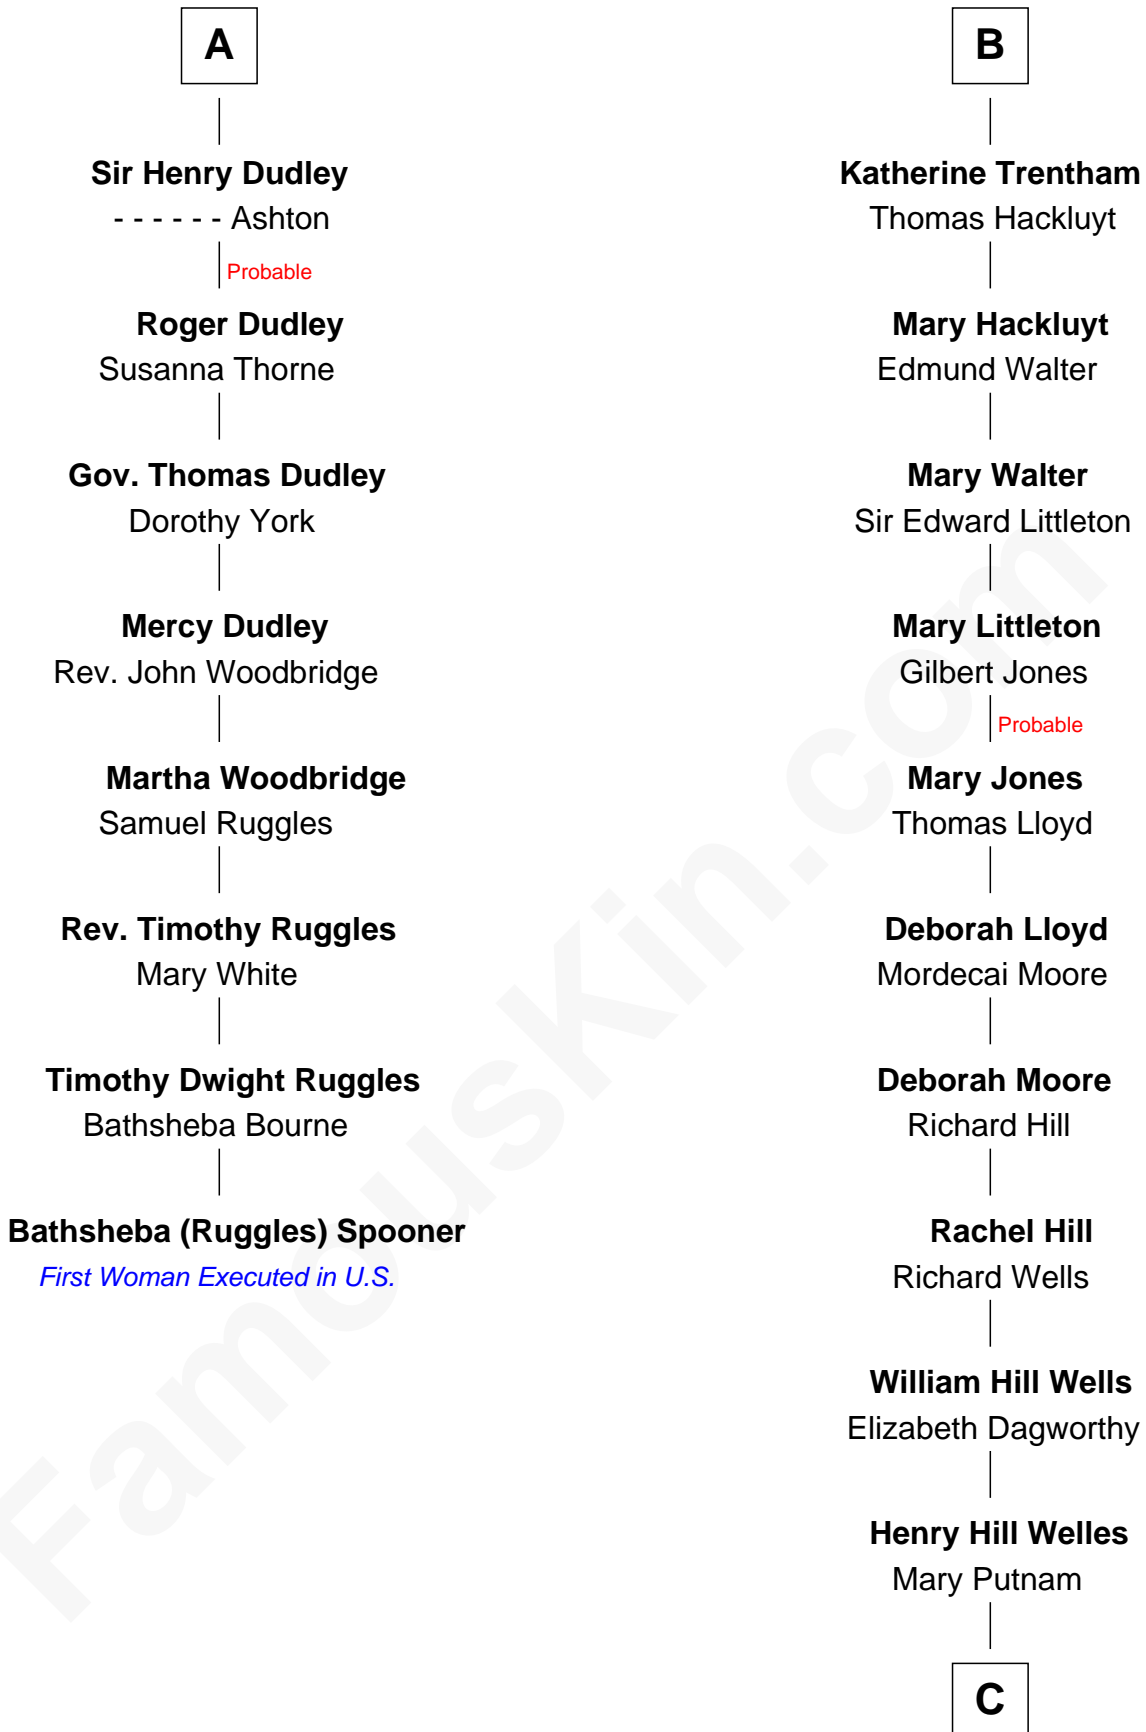 A
Sir Henry Dudley
- - - - - - Ashton
Probable
Roger Dudley
Susanna Thorne
Gov. Thomas Dudley
Dorothy York
Mercy Dudley
Rev. John Woodbridge
Martha Woodbridge
Samuel Ruggles
Rev. Timothy Ruggles
Mary White
Timothy Dwight Ruggles
Bathsheba Bourne
Bathsheba (Ruggles) Spooner
First Woman Executed in U.S.
B
Katherine Trentham
Thomas Hackluyt
Mary Hackluyt
Edmund Walter
Mary Walter
Sir Edward Littleton
Mary Littleton
Gilbert Jones
Probable
Mary Jones
Thomas Lloyd
Deborah Lloyd
Mordecai Moore
Deborah Moore
Richard Hill
Rachel Hill
Richard Wells
William Hill Wells
Elizabeth Dagworthy
Henry Hill Welles
Mary Putnam
C
FamousKin.com